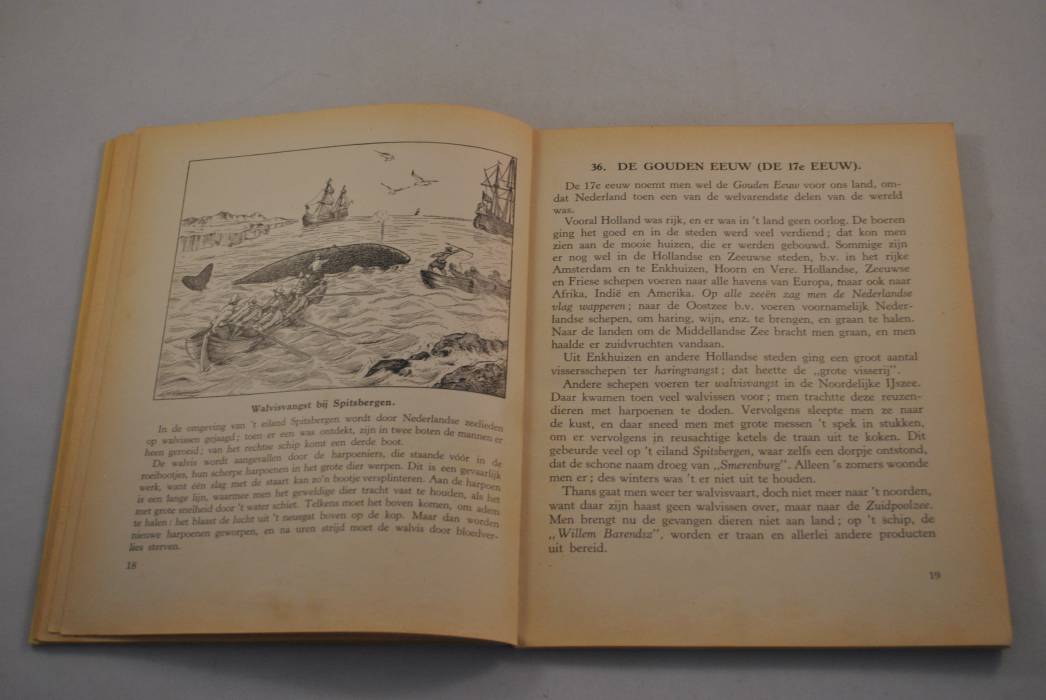 Walvisvangst bij Spitsbergen.
In de omgeving van 't eiland Spitsbergen wordt door Nederlandse zeelieden
op walvissen gejaagd; toen er een was ontdekt, zijn in twee boten de mannen er
heen geroeid; van het rechtse schip komt een derde boot.
De walvis wordt aangevallen door de harpoeniers, die staande vóór in de
roeibootjes, hun scherpe harpoenen in het grote dier werpen. Dit is een gevaarlijk
werk, want één slag met de staart kan zo'n bootje versplinteren. Aan de harpoen
is een lange lijn, waarmee men het geweldige dier tracht vast te houden, als het
met grote snelheid door 't water schiet. Telkens moet het boven komen, om adem
te halen: het blaast de lucht uit 't neusgat boven op de kop. Maar dan worden
nieuwe harpoenen geworpen, en na uren strijd moet de walvis door bloedver-
lies sterven.
18
36. DE GOUDEN EEUW (DE 17e EEUW).
De 17e eeuw noemt men wel de Gouden Eeuw voor ons land, om-
dat Nederland toen een van de welvarendste delen van de wereld
was.
Vooral Holland was rijk, en er was in 't land geen oorlog. De boeren
ging het goed en in de steden werd veel verdiend; dat kon men
zien aan de mooie huizen, die er werden gebouwd. Sommige zijn
er nog wel in de Hollandse en Zeeuwse steden, b.v. in het rijke
Amsterdam en te Enkhuizen, Hoorn en Vere. Hollandse, Zeeuwse
en Friese schepen voeren naar alle havens van Europa, maar ook naar
Afrika, Indië en Amerika. Op alle zeeën zag men de Nederlandse
vlag wapperen; naar de Oostzee b.v. voeren voornamelijk Neder-
landse schepen, om haring, wijn, enz. te brengen, en graan te halen.
Naar de landen om de Middellandse Zee bracht men graan, en men
haalde er zuidvruchten vandaan.
Uit Enkhuizen en andere Hollandse steden ging een groot aantal
vissersschepen ter haringvangst; dat heette de „grote visserij".
Andere schepen voeren ter walvisvangst in de Noordelijke IJszee.
Daar kwamen toen veel walvissen voor; men trachtte deze reuzen-
dieren met harpoenen te doden. Vervolgens sleepte men ze naar
de kust, en daar sneed men met grote messen 't spek in stukken,
om er vervolgens in reusachtige ketels de traan uit te koken. Dit
gebeurde veel op 't eiland Spitsbergen, waar zelfs een dorpje ontstond,
dat de schone naam droeg van „Smerenburg". Alleen 's zomers woonde
men er; des winters was 't er niet uit te houden.
Thans gaat men weer ter walvisvaart, doch niet meer naar 't noorden,
want daar zijn haast geen walvissen over, maar naar de Zuidpoolzee.
Men brengt nu de gevangen dieren niet aan land; op 't schip, de
„Willem Barendsz", worden er traan en allerlei andere producten
uit bereid.
19